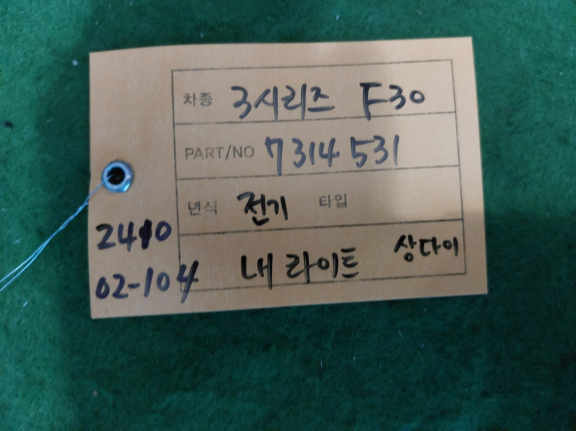 차종 3시리즈 F30
PART/NO 7314531
년식 전기 타입
2410
02-104
내 라이트 상다이